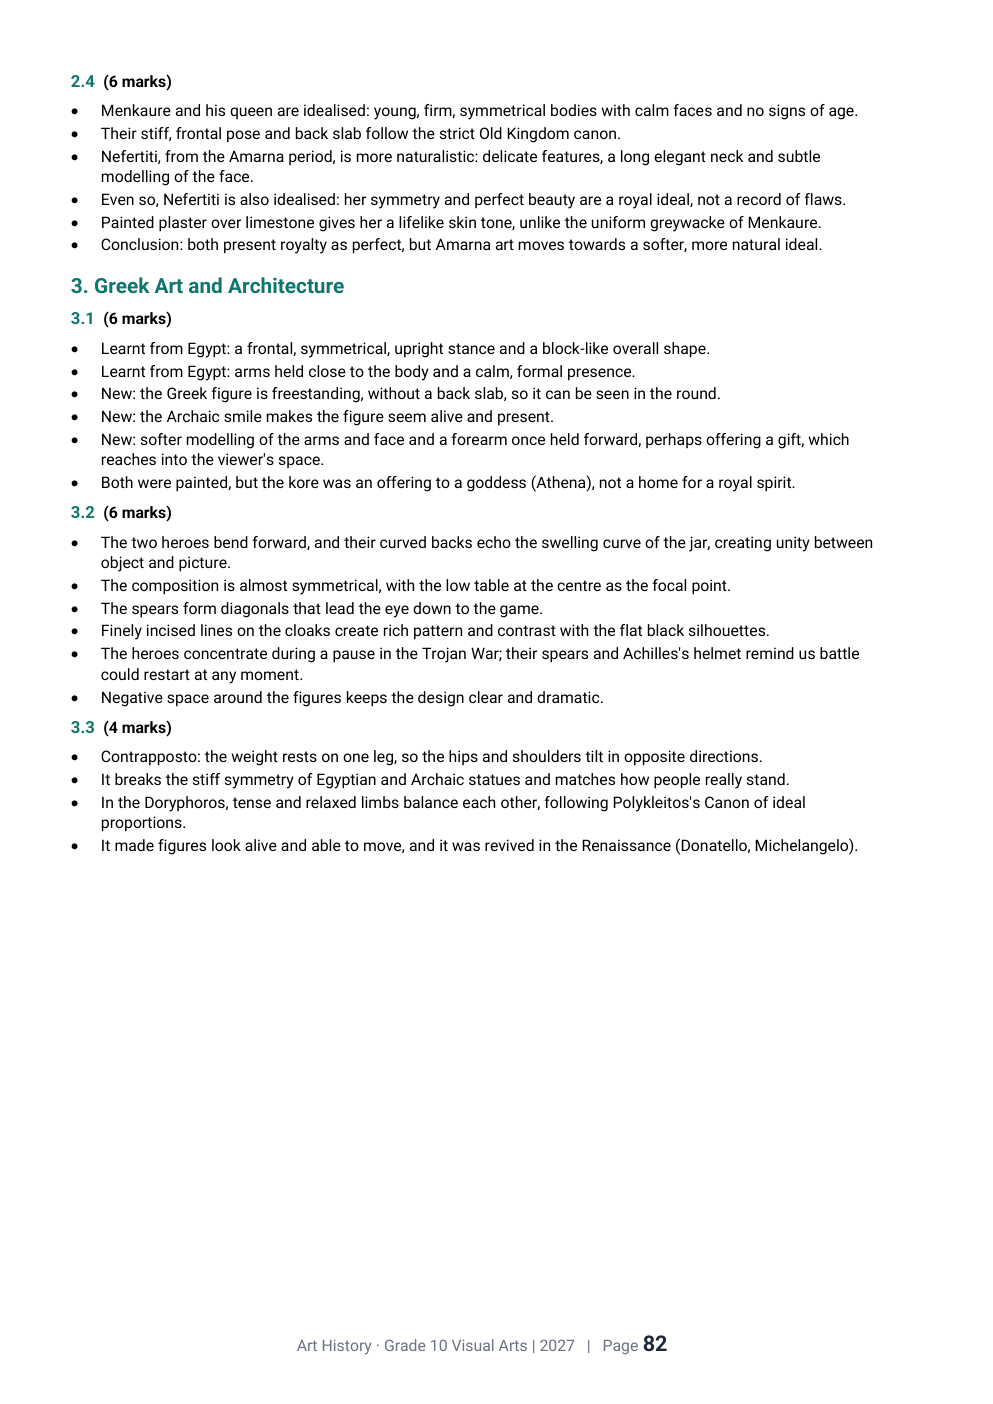 2.4 (6 marks)
• Menkaure and his queen are idealised: young, firm, symmetrical bodies with calm faces and no signs of age.
• Their stiff, frontal pose and back slab follow the strict Old Kingdom canon.
• Nefertiti, from the Amarna period, is more naturalistic: delicate features, a long elegant neck and subtle
modelling of the face.
• Even so, Nefertiti is also idealised: her symmetry and perfect beauty are a royal ideal, not a record of flaws.
• Painted plaster over limestone gives her a lifelike skin tone, unlike the uniform greywacke of Menkaure.
• Conclusion: both present royalty as perfect, but Amarna art moves towards a softer, more natural ideal.
3. Greek Art and Architecture
3.1 (6 marks)
• Learnt from Egypt: a frontal, symmetrical, upright stance and a block-like overall shape.
• Learnt from Egypt: arms held close to the body and a calm, formal presence.
• New: the Greek figure is freestanding, without a back slab, so it can be seen in the round.
• New: the Archaic smile makes the figure seem alive and present.
• New: softer modelling of the arms and face and a forearm once held forward, perhaps offering a gift, which
reaches into the viewer's space.
• Both were painted, but the kore was an offering to a goddess (Athena), not a home for a royal spirit.
3.2 (6 marks)
• The two heroes bend forward, and their curved backs echo the swelling curve of the jar, creating unity between
object and picture.
• The composition is almost symmetrical, with the low table at the centre as the focal point.
• The spears form diagonals that lead the eye down to the game.
• Finely incised lines on the cloaks create rich pattern and contrast with the flat black silhouettes.
• The heroes concentrate during a pause in the Trojan War; their spears and Achilles's helmet remind us battle
could restart at any moment.
• Negative space around the figures keeps the design clear and dramatic.
3.3 (4 marks)
• Contrapposto: the weight rests on one leg, so the hips and shoulders tilt in opposite directions.
• It breaks the stiff symmetry of Egyptian and Archaic statues and matches how people really stand.
• In the Doryphoros, tense and relaxed limbs balance each other, following Polykleitos's Canon of ideal
proportions.
• It made figures look alive and able to move, and it was revived in the Renaissance (Donatello, Michelangelo).
Art History · Grade 10 Visual Arts | 2027 | Page 82